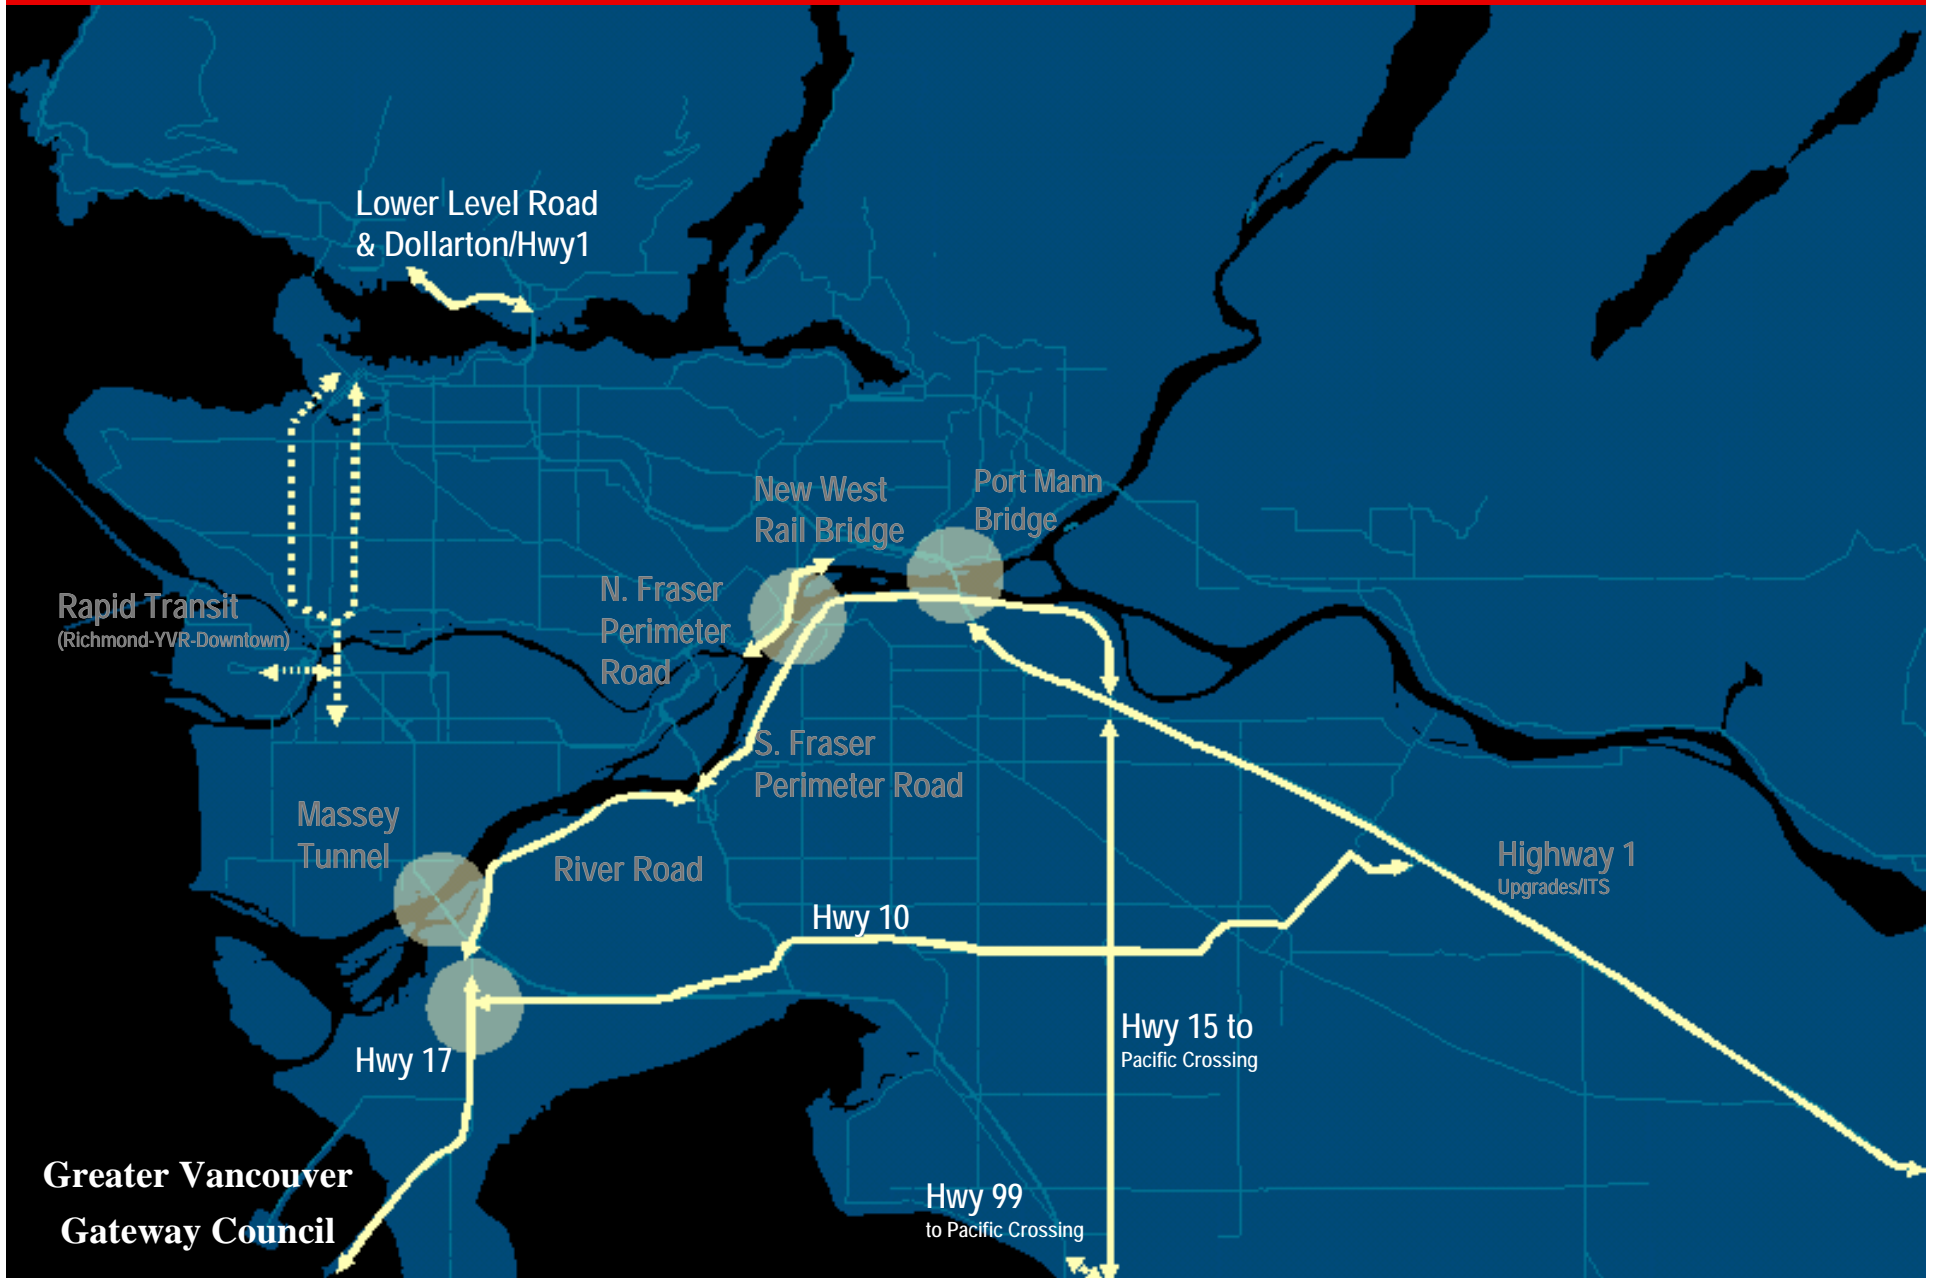 Lower Level Road
& Dollarton/Hwy1
New West
Rail Bridge
Port Mann
Bridge
N. Fraser
Perimeter
Road
Rapid Transit
(Richmond-YVR-Downtown)
S. Fraser
Perimeter Road
Massey
Tunnel
River Road
Highway 1
Upgrades/ITS
Hwy 10
Hwy 15 to
Pacific Crossing
Hwy 17
Greater Vancouver
Gateway Council
Hwy 99
to Pacific Crossing